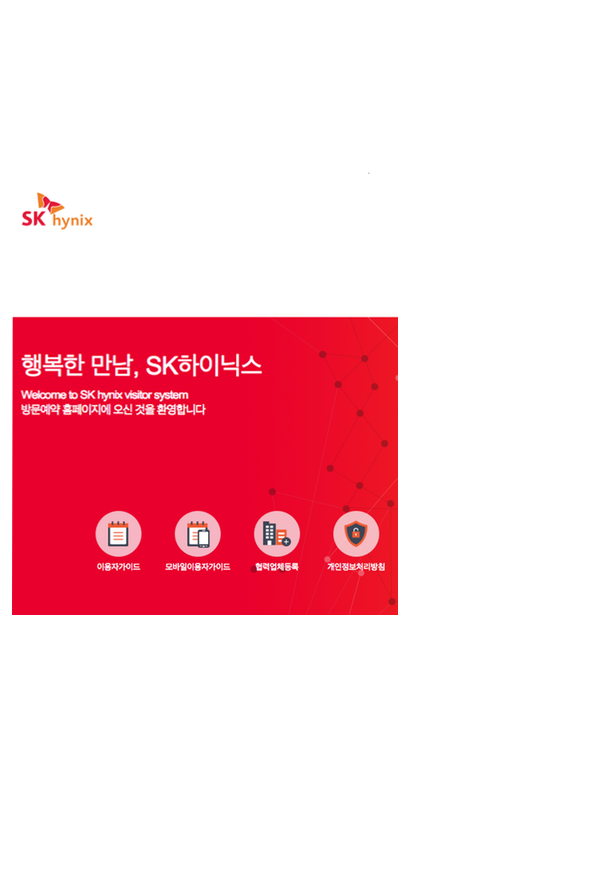 SK hynix
행복한 만남, SK하이닉스
Welcome to SK hynix visitor system
방문예약 홈페이지에 오신 것을 환영합니다
이용자가이드
모바일이용자가이드
협력업체등록
개인정보처리방침